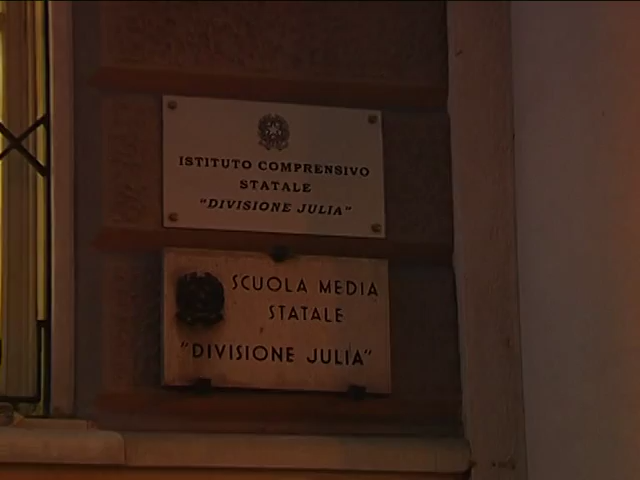 ISTITUTO COMPRENSIVO
STATALE
"DIVISIONE JULIA"
SCUOLA MEDIA
STATALE
"DIVISIONE JULIA"